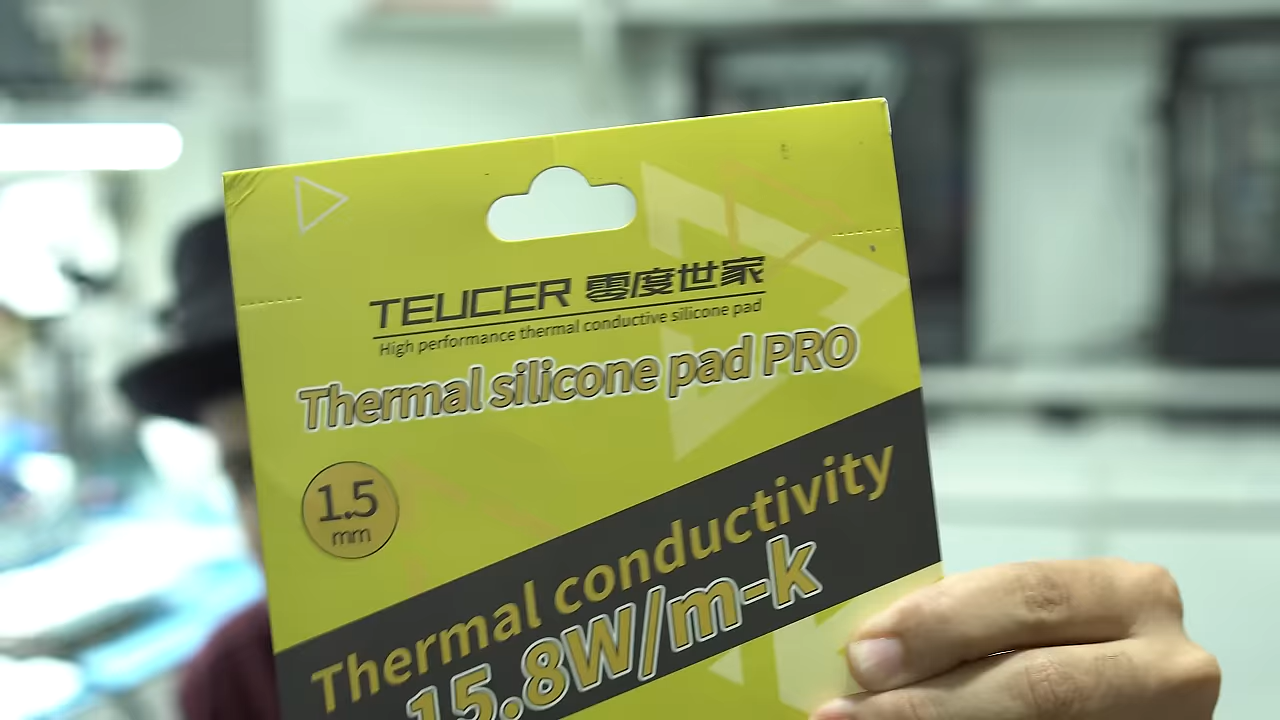 TEUCER 零度世家
High performance thermal conductive silicone pad
Thermal silicone pad PRO
1.5
mm
Thermal conductivity
15.8W/m-k